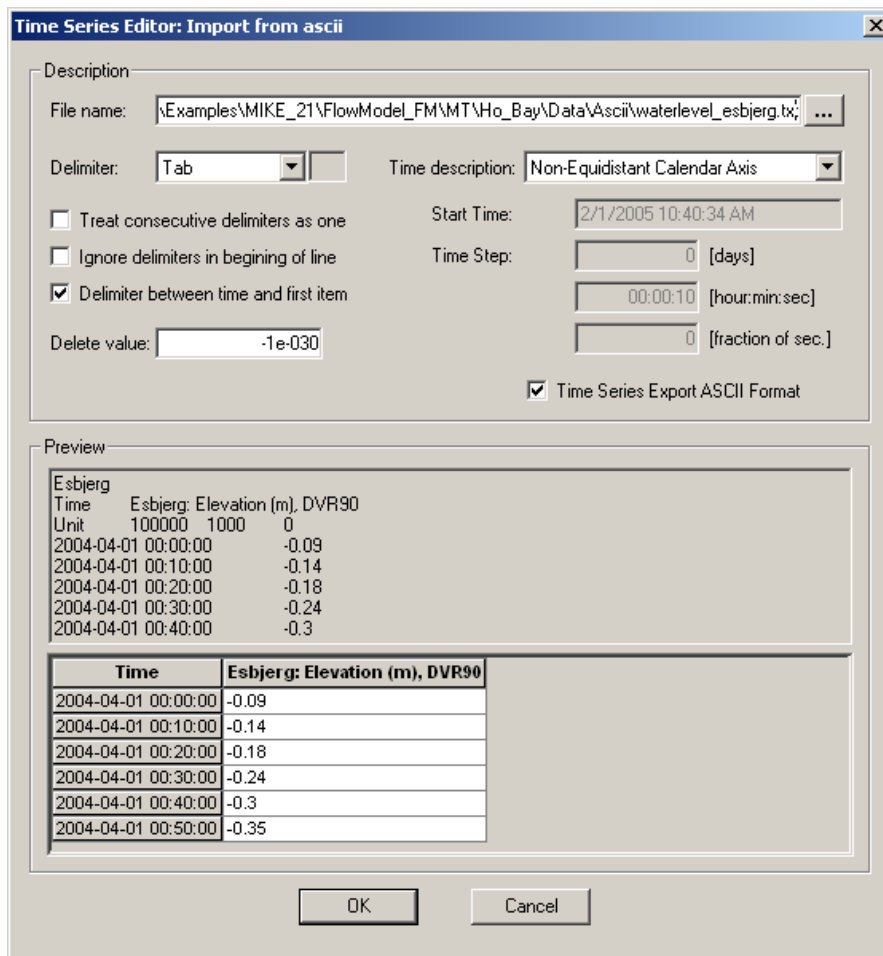 Time Series Editor: Import from ascii
Description
File name: \Examples\MIKE_21\FlowModel_FM\MT\Ho_Bay\Data\Ascii\waterlevel_esbjerg.tx ...
Delimiter: Tab Time description: Non-Equidistant Calendar Axis
Treat consecutive delimiters as one Start Time: 2/1/2005 10:40:34 AM
Ignore delimiters in begining of line Time Step: 0 [days]
Delimiter between time and first item 00:00:10 [hour:min:sec]
Delete value: -1e-030 0 [fraction of sec.]
Time Series Export ASCII Format
Preview
Esbjerg
Time Esbjerg: Elevation (m), DVR90
Unit 100000 1000 0
2004-04-01 00:00:00 -0.09
2004-04-01 00:10:00 -0.14
2004-04-01 00:20:00 -0.18
2004-04-01 00:30:00 -0.24
2004-04-01 00:40:00 -0.3
Time Esbjerg: Elevation (m), DVR90
2004-04-01 00:00:00 -0.09
2004-04-01 00:10:00 -0.14
2004-04-01 00:20:00 -0.18
2004-04-01 00:30:00 -0.24
2004-04-01 00:40:00 -0.3
2004-04-01 00:50:00 -0.35
OK Cancel